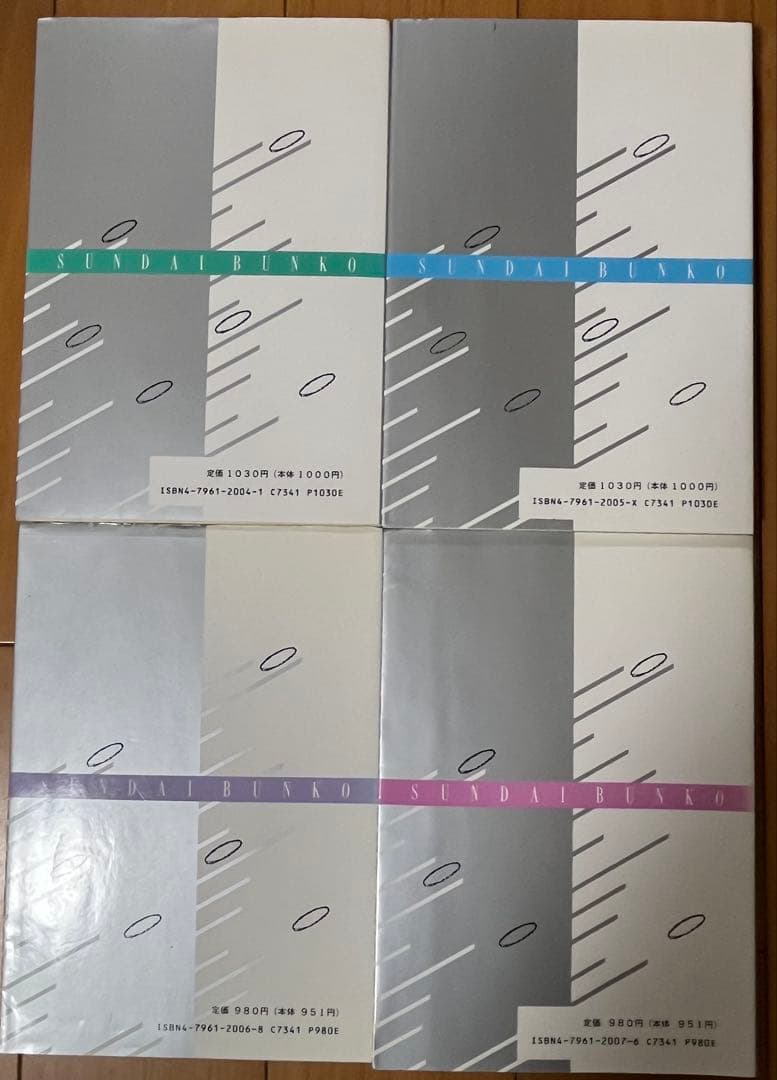 SUNDAI BUNKO
定価1030円(本体1000円)
ISBN4-7961-2004-1 C7341 P1030E
SUNDAI BUNKO
定価1030円(本体1000円)
ISBN4-7961-2005-X C7341 P1030E
SUNDAI BUNKO
定価 980円(本体 951円)
ISBN4-7961-2006-8 C7341 P980E
SUNDAI BUNKO
定価 980円(本体 951円)
ISBN4-7961-2007-6 C7341 P980E